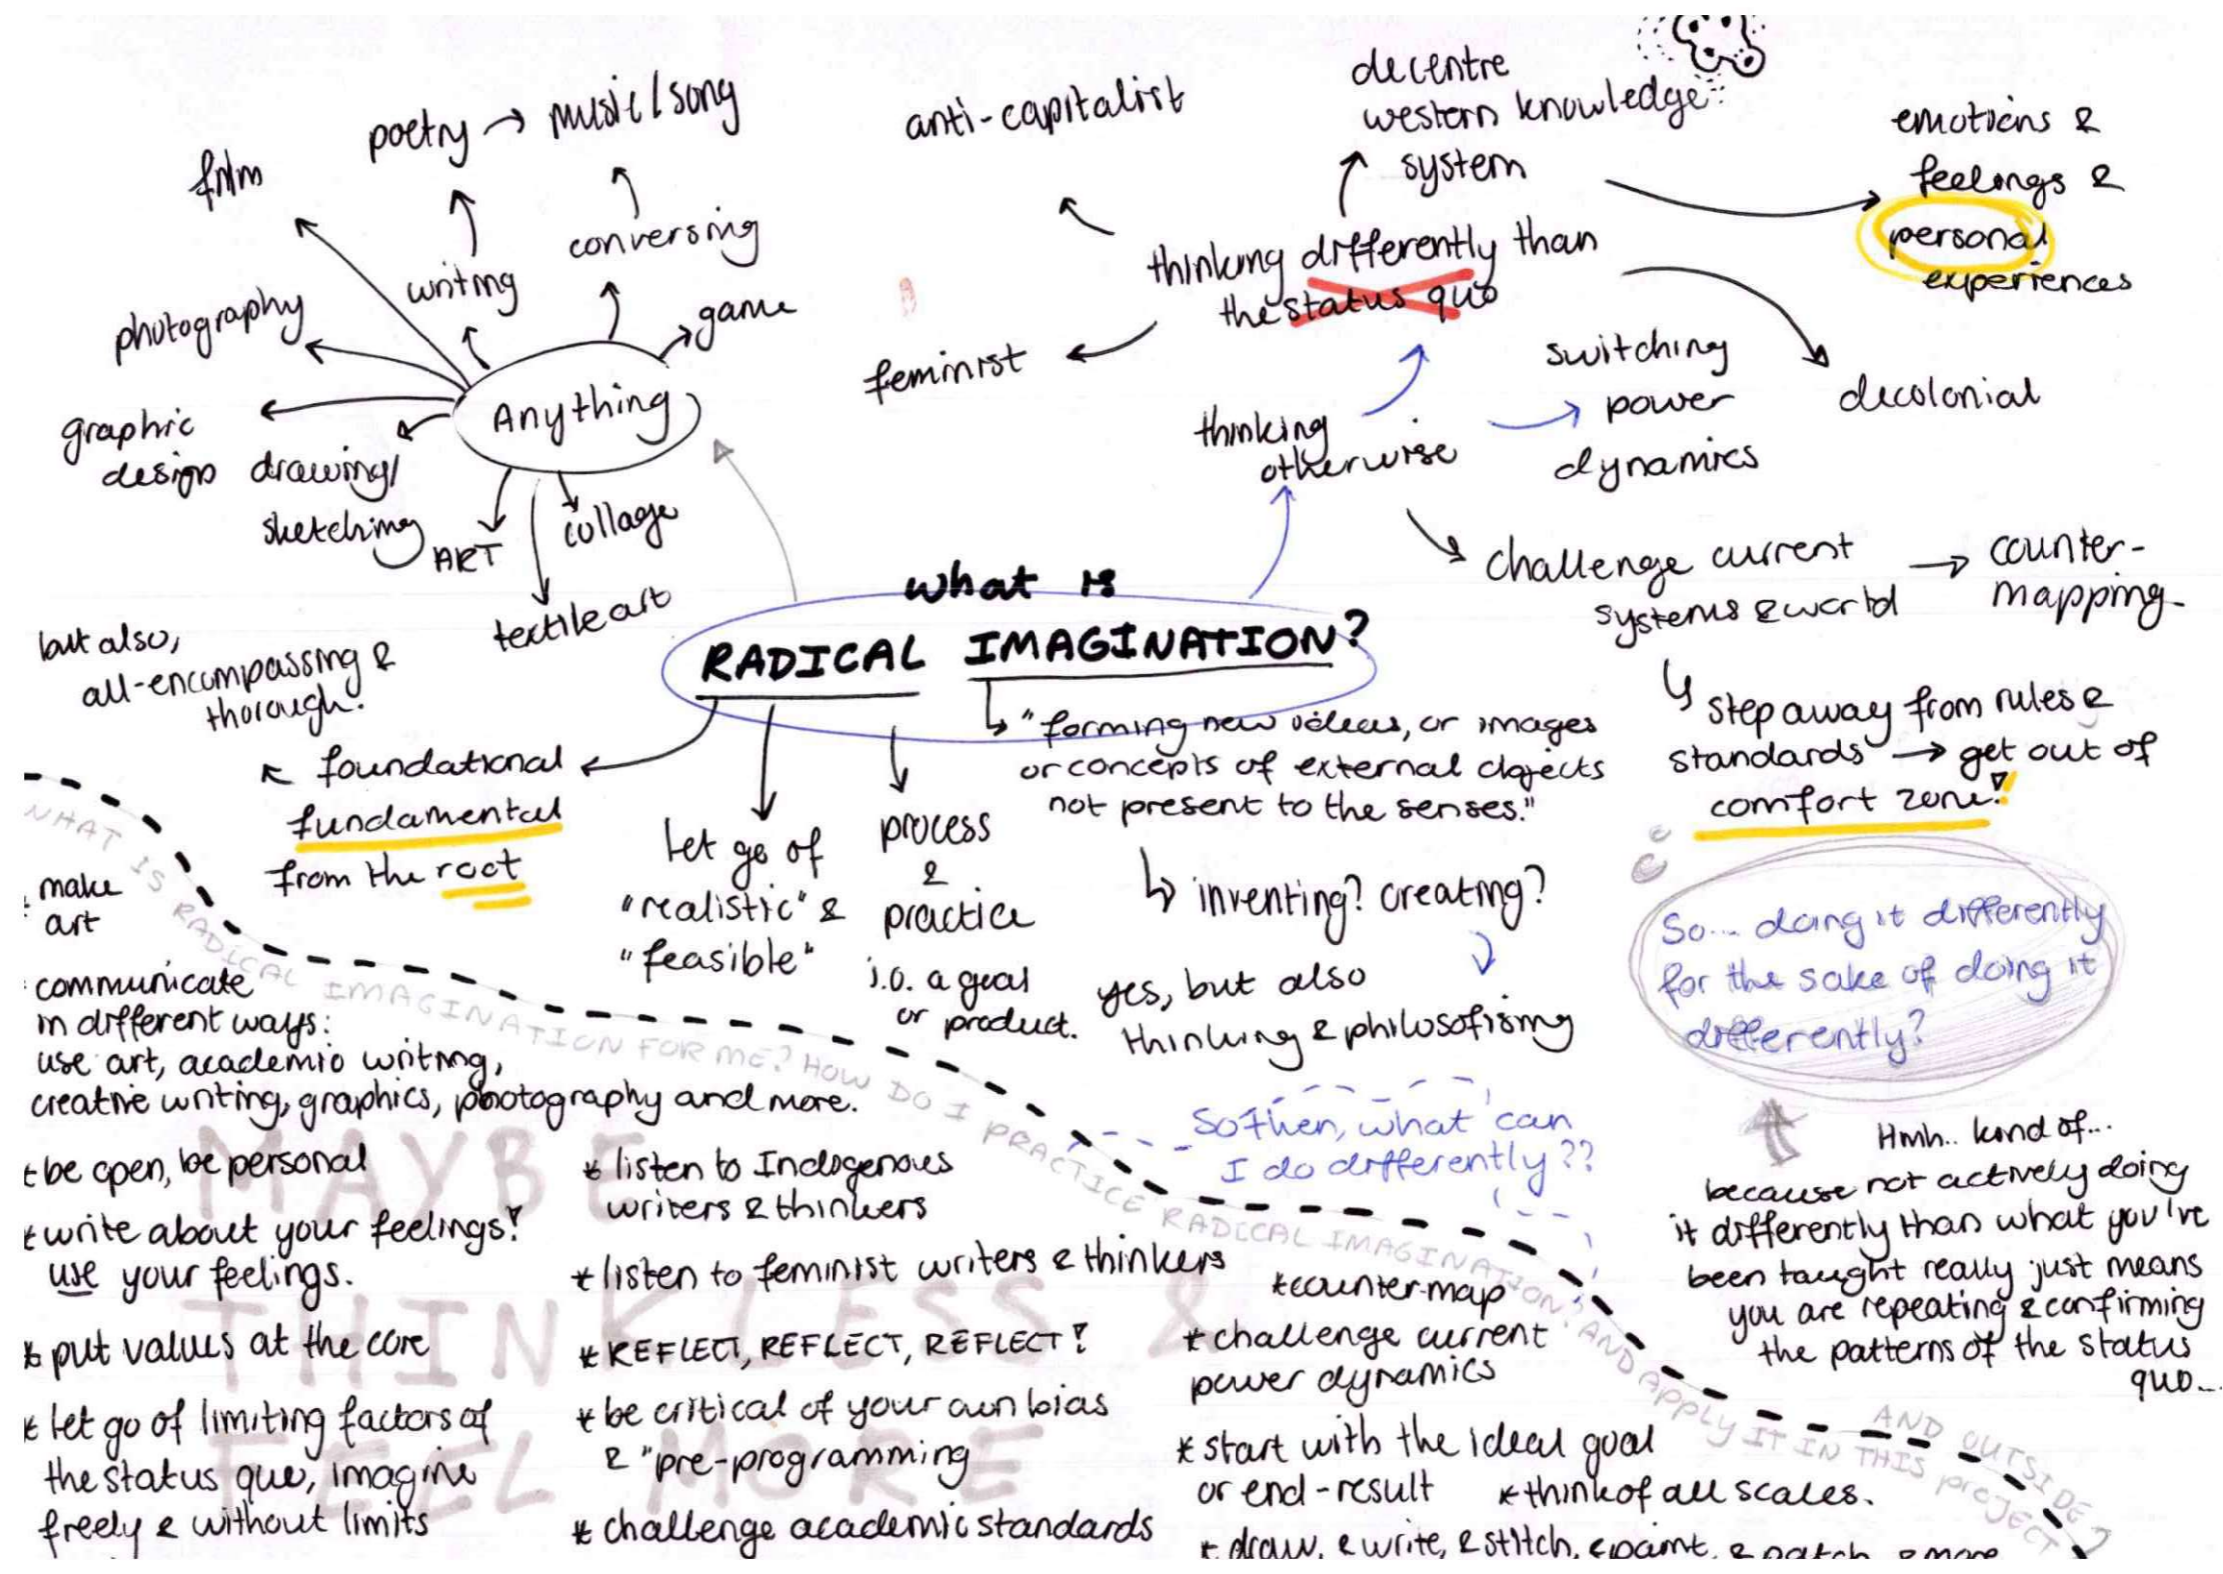 film
poetry → music/song
writing
conversing
photography
game
graphic
design
drawing/
sketching
Anything
ART
collage
textile art
anti-capitalist
decentre
western knowledge
system
emotions &
feelings &
personal
experiences
thinking differently than
the status quo
feminist
decolonial
thinking
otherwise
switching
power
dynamics
challenge current
systems & world
→ counter-
mapping
step away from rules &
standards → get out of
comfort zone!
what is
RADICAL IMAGINATION?
but also,
all-encompassing &
thorough.
foundational
fundamental
from the root
let go of
"realistic" &
"feasible"
process
&
practice
i.o. a goal
or product.
"forming new ideas, or images
or concepts of external objects
not present to the senses."
inventing? creating?
yes, but also
thinking & philosofising
So... doing it differently
for the sake of doing it
differently?
Hmh.. kind of...
because not actively doing
it differently than what you've
been taught really just means
you are repeating & confirming
the patterns of the status
quo...
So then, what can
I do differently??
WHAT IS RADICAL IMAGINATION FOR ME? HOW DO I PRACTICE RADICAL IMAGINATION? AND APPLY IT IN THIS PROJECT
AND OUTSIDE?
make
art
communicate
in different ways:
use art, academic writing,
creative writing, graphics, photography and more.
* be open, be personal
* write about your feelings!
use your feelings.
* put values at the core
* let go of limiting factors of
the status quo, imagine
freely & without limits
* listen to Indogenous
writers & thinkers
* listen to feminist writers & thinkers
* REFLECT, REFLECT, REFLECT!
* be critical of your own bias
& "pre-programming
* challenge academic standards
* counter-map
* challenge current
power dynamics
* start with the ideal goal
or end-result
* think of all scales.
* draw, & write, & stitch, & paint, & patch, & more
MAYBE
THINK LESS &
FEEL MORE